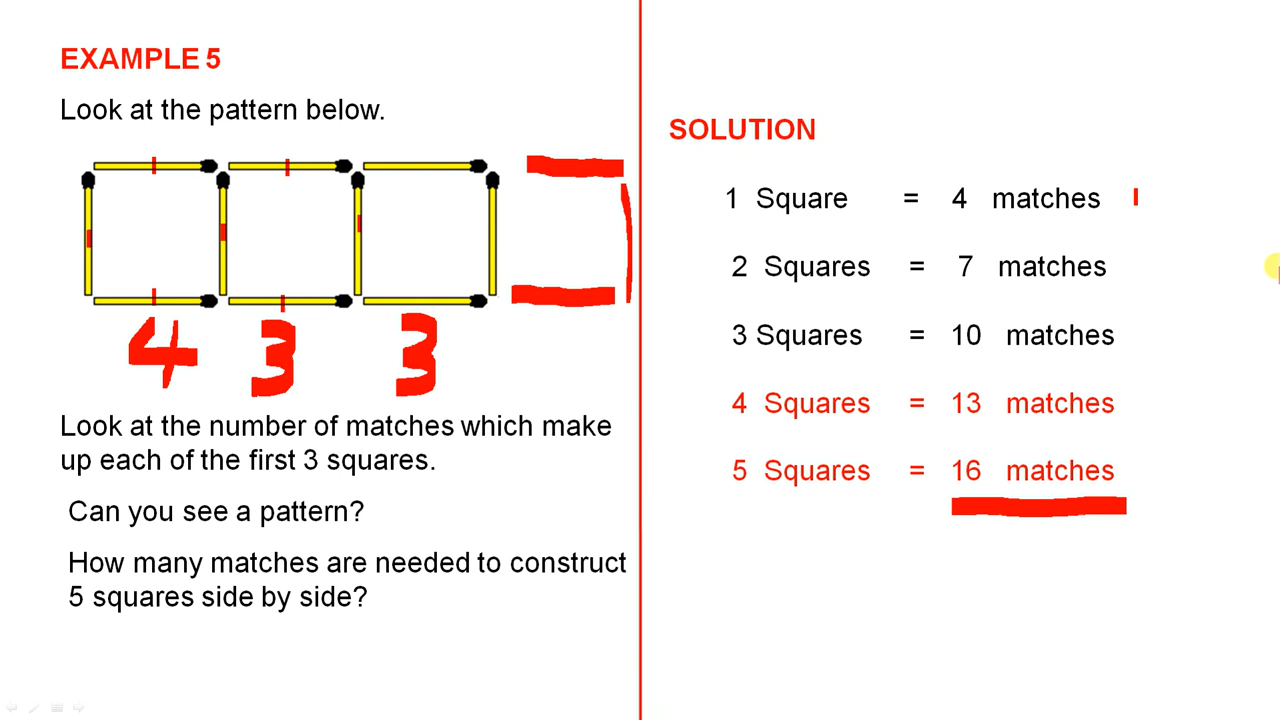 EXAMPLE 5
Look at the pattern below.
4 3 3
Look at the number of matches which make
up each of the first 3 squares.
Can you see a pattern?
How many matches are needed to construct
5 squares side by side?
SOLUTION
1 Square = 4 matches
2 Squares = 7 matches
3 Squares = 10 matches
4 Squares = 13 matches
5 Squares = 16 matches